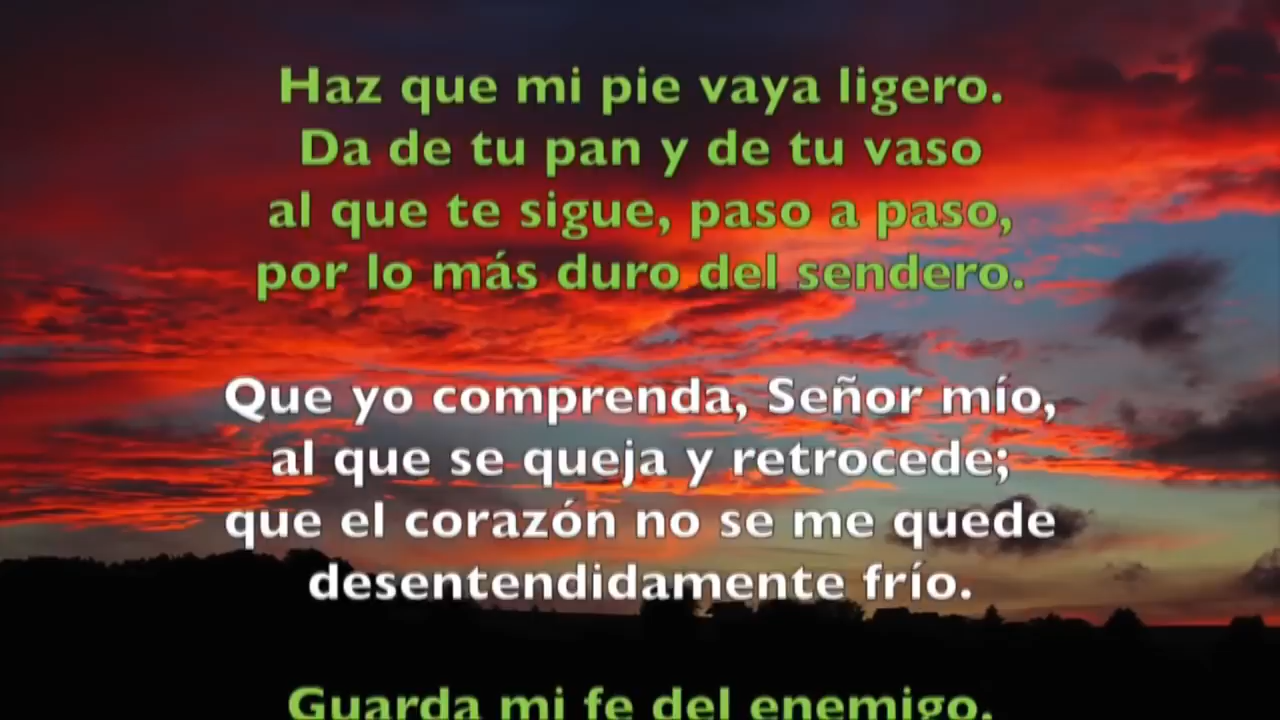 Haz que mi pie vaya ligero.
Da de tu pan y de tu vaso
al que te sigue, paso a paso,
por lo más duro del sendero.
Que yo comprenda, Señor mío,
al que se queja y retrocede;
que el corazón no se me quede
desentendidamente frío.
Guarda mi fe del enemigo.